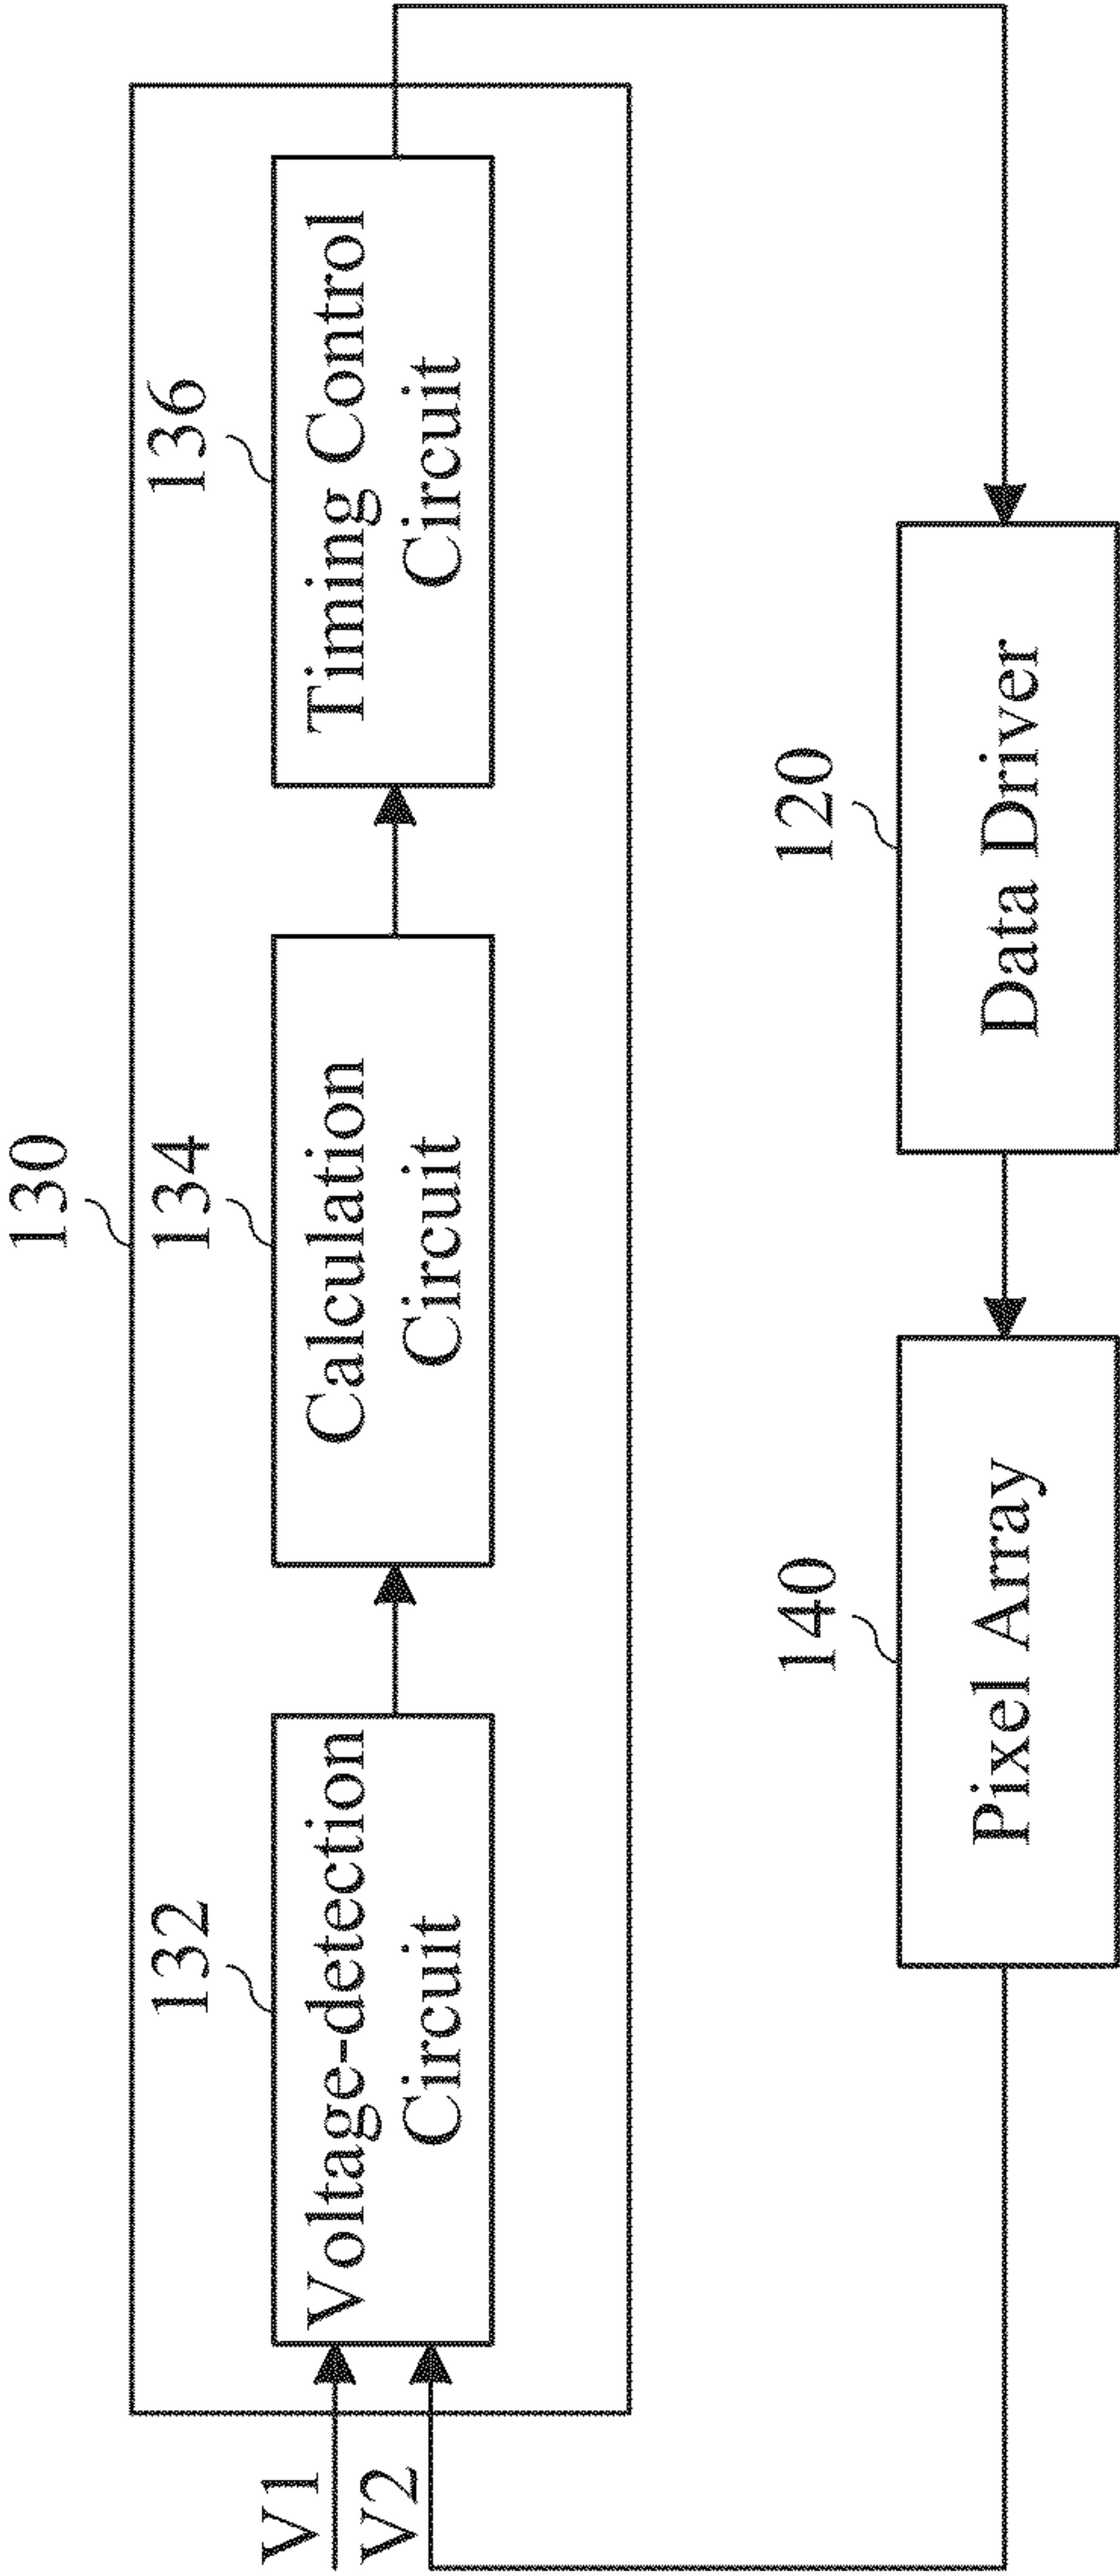 130
132
134
136
V1
V2
Voltage-detection
Circuit
Calculation
Circuit
Timing Control
Circuit
140
120
Pixel Array
Data Driver